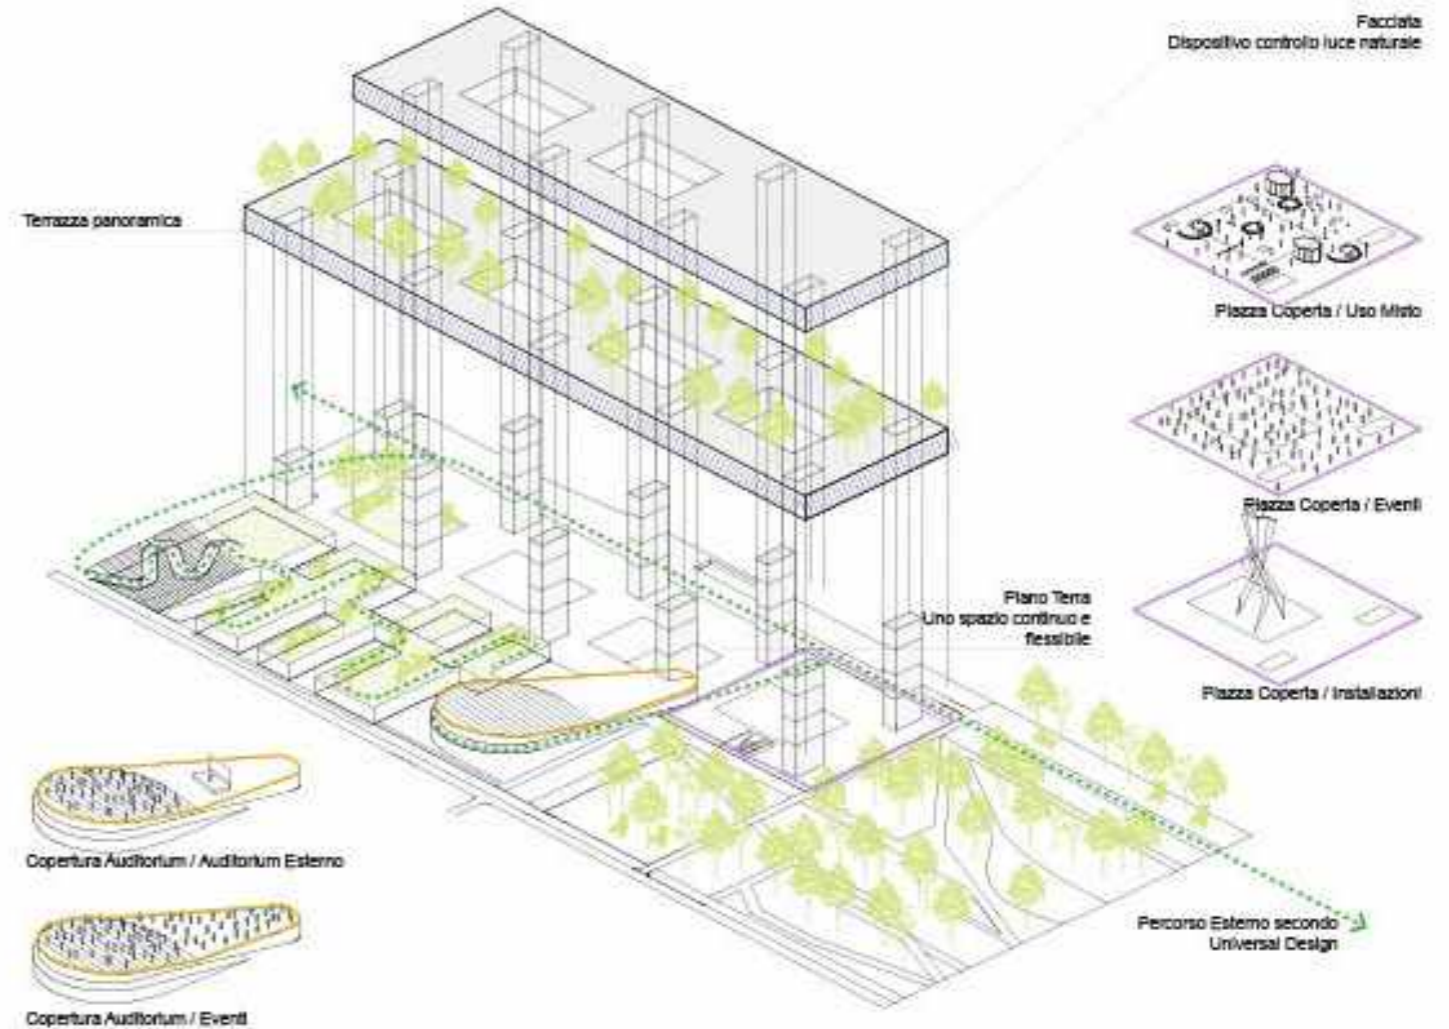 Facciata
Dispositivo controllo luce naturale
Terrazza panoramica
Piazza Coperta / Uso Misto
Piazza Coperta / Eventi
Piano Terra
Uno spazio continuo e
flessibile
Piazza Coperta / Installazioni
Copertura Auditorium / Auditorium Esterno
Percorso Esterno secondo
Universal Design
Copertura Auditorium / Eventi